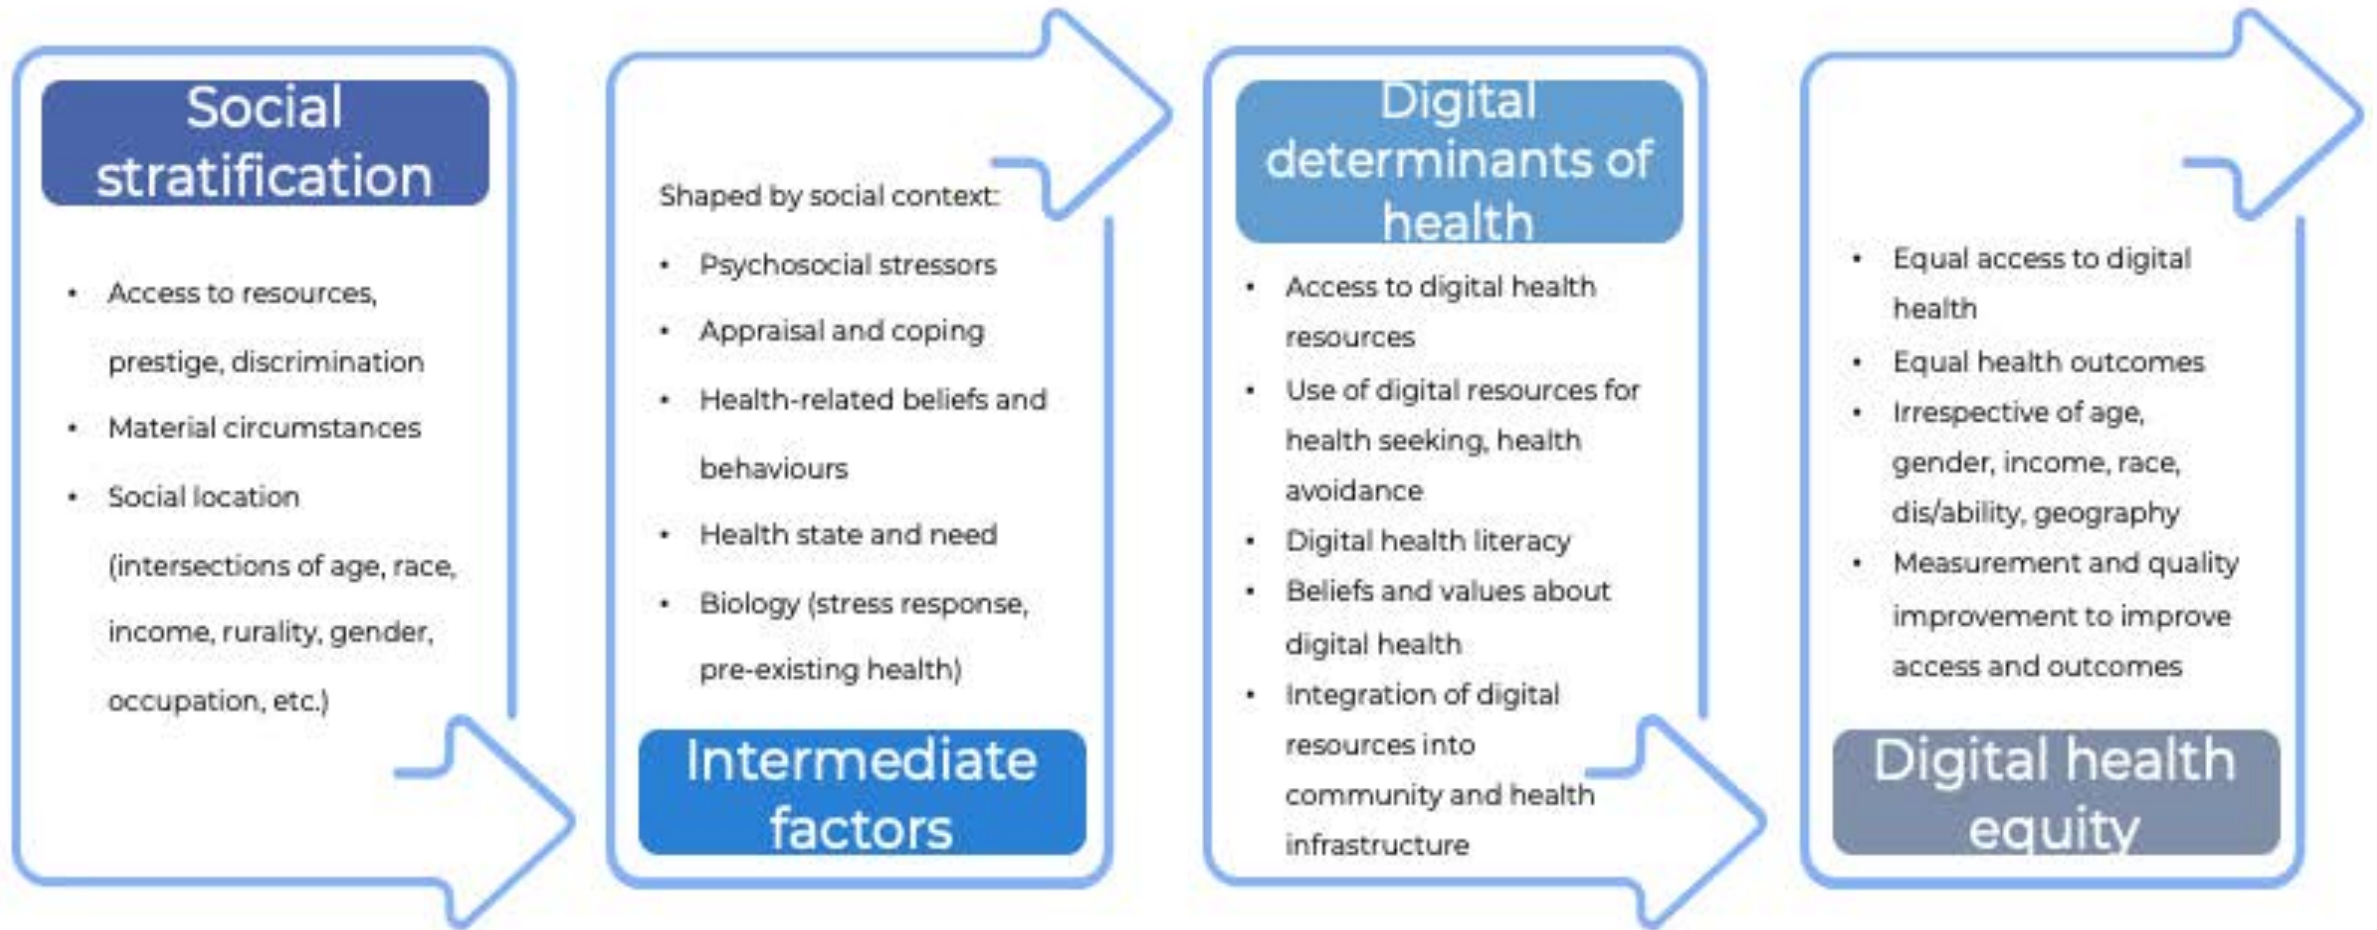 Social
stratification
• Access to resources,
prestige, discrimination
• Material circumstances
• Social location
(intersections of age, race,
income, rurality, gender,
occupation, etc.)
Shaped by social context:
• Psychosocial stressors
• Appraisal and coping
• Health-related beliefs and
behaviours
• Health state and need
• Biology (stress response,
pre-existing health)
Intermediate
factors
Digital
determinants of
health
• Access to digital health
resources
• Use of digital resources for
health seeking, health
avoidance
• Digital health literacy
• Beliefs and values about
digital health
• Integration of digital
resources into
community and health
infrastructure
• Equal access to digital
health
• Equal health outcomes
• Irrespective of age,
gender, income, race,
dis/ability, geography
• Measurement and quality
improvement to improve
access and outcomes
Digital health
equity